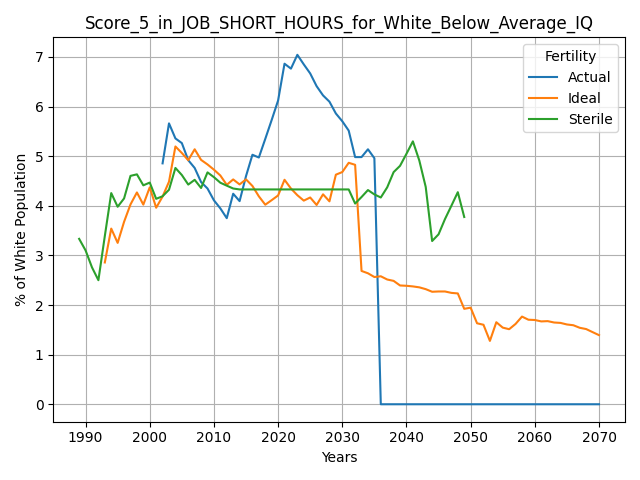 Score_5_in_JOB_SHORT_HOURS_for_White_Below_Average_IQ
Fertility
Actual
Ideal
Sterile
% of White Population
7
6
5
4
3
2
1
0
1990 2000 2010 2020 2030 2040 2050 2060 2070
Years